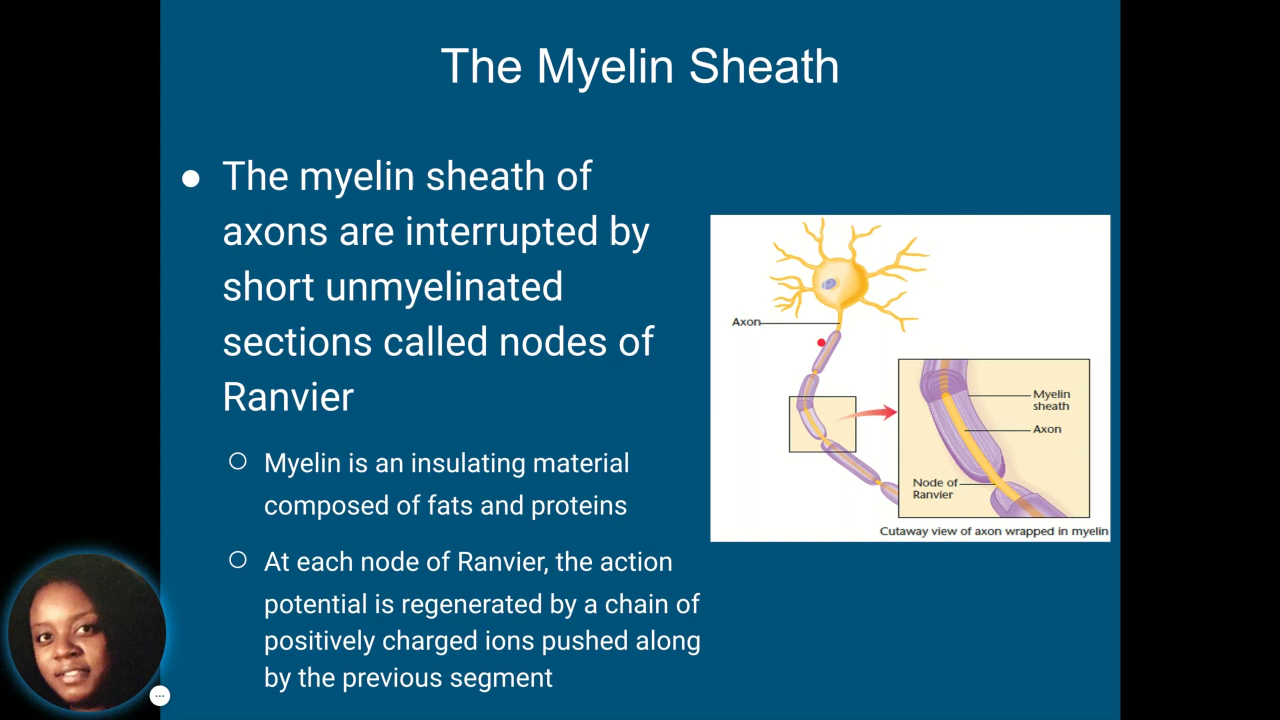 The Myelin Sheath
● The myelin sheath of
axons are interrupted by
short unmyelinated
sections called nodes of
Ranvier
○ Myelin is an insulating material
composed of fats and proteins
○ At each node of Ranvier, the action
potential is regenerated by a chain of
positively charged ions pushed along
by the previous segment
Axon
Myelin
sheath
Axon
Node of
Ranvier
Cutaway view of axon wrapped in myelin